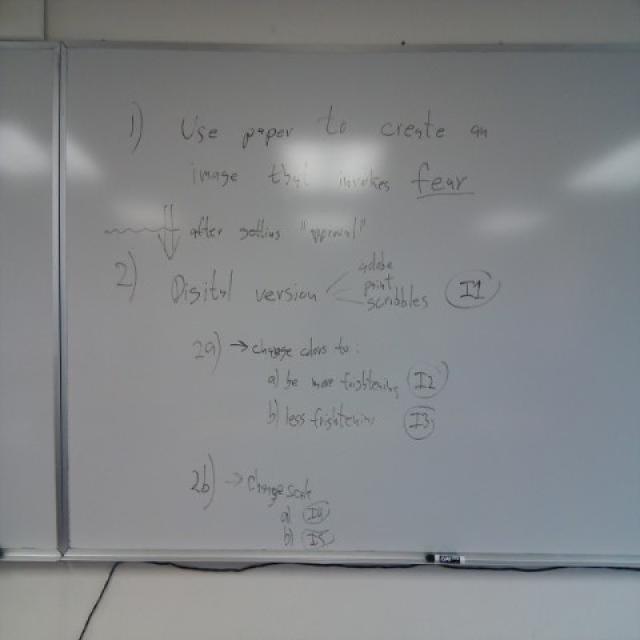 1) Use paper to create an
image that invokes fear
after getting "approval"
2) Digital version
adobe
paint
scribbles I1
2a) → change colors to:
a) be more frightening I2
b) less frightening I3
2b) → Change scale
a) I4
b) I5